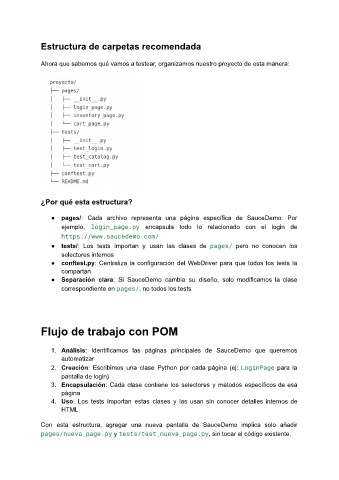 Estructura de carpetas recomendada
Ahora que sabemos qué vamos a testear, organizamos nuestro proyecto de esta manera:
proyecto/
├── pages/
│   ├── __init__.py
│   ├── login_page.py
│   ├── inventory_page.py
│   └── cart_page.py
├── tests/
│   ├── __init__.py
│   ├── test_login.py
│   ├── test_catalog.py
│   └── test_cart.py
├── conftest.py
└── README.md
¿Por qué esta estructura?
● pages/: Cada archivo representa una página específica de SauceDemo. Por
ejemplo, login_page.py encapsula todo lo relacionado con el login de
https://www.saucedemo.com/
● tests/: Los tests importan y usan las clases de pages/ pero no conocen los
selectores internos
● conftest.py: Centraliza la configuración del WebDriver para que todos los tests la
compartan
● Separación clara: Si SauceDemo cambia su diseño, solo modificamos la clase
correspondiente en pages/, no todos los tests
Flujo de trabajo con POM
1. Análisis: Identificamos las páginas principales de SauceDemo que queremos
automatizar
2. Creación: Escribimos una clase Python por cada página (ej: LoginPage para la
pantalla de login)
3. Encapsulación: Cada clase contiene los selectores y métodos específicos de esa
página
4. Uso: Los tests importan estas clases y las usan sin conocer detalles internos de
HTML
Con esta estructura, agregar una nueva pantalla de SauceDemo implica solo añadir
pages/nueva_page.py y tests/test_nueva_page.py, sin tocar el código existente.